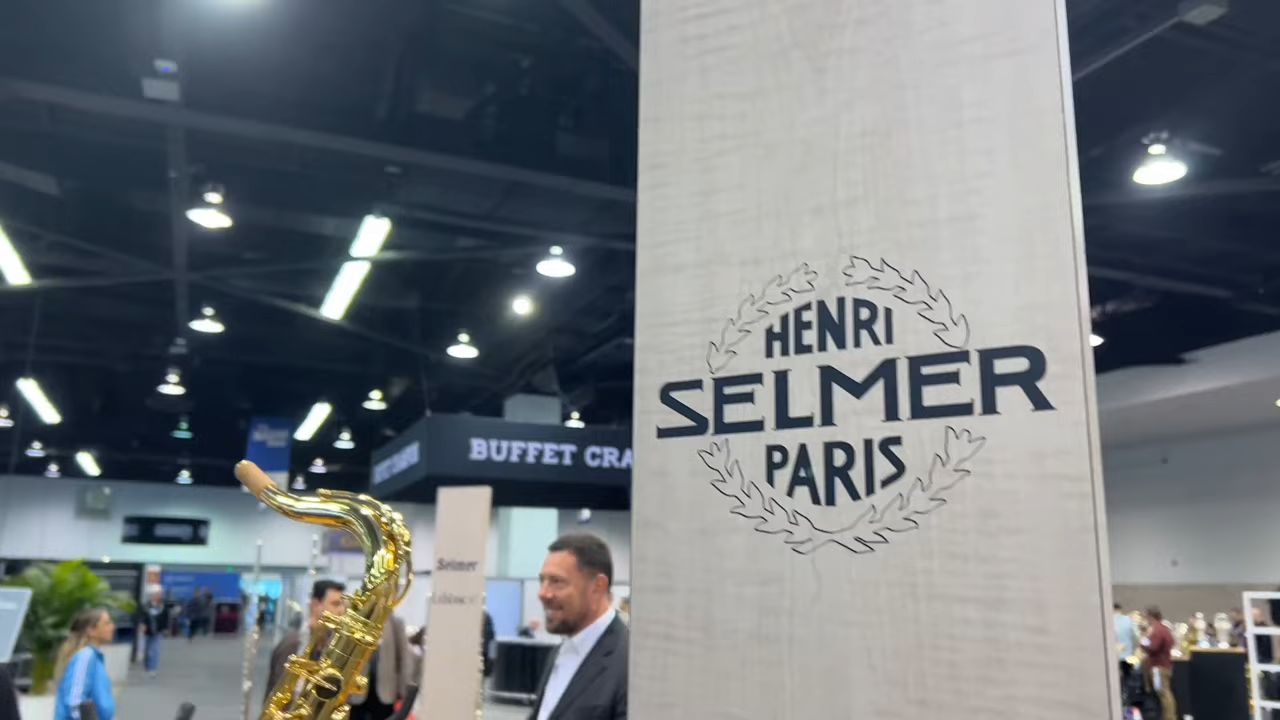 HENRI
SELMER
PARIS
BUFFET CRA
Selmer